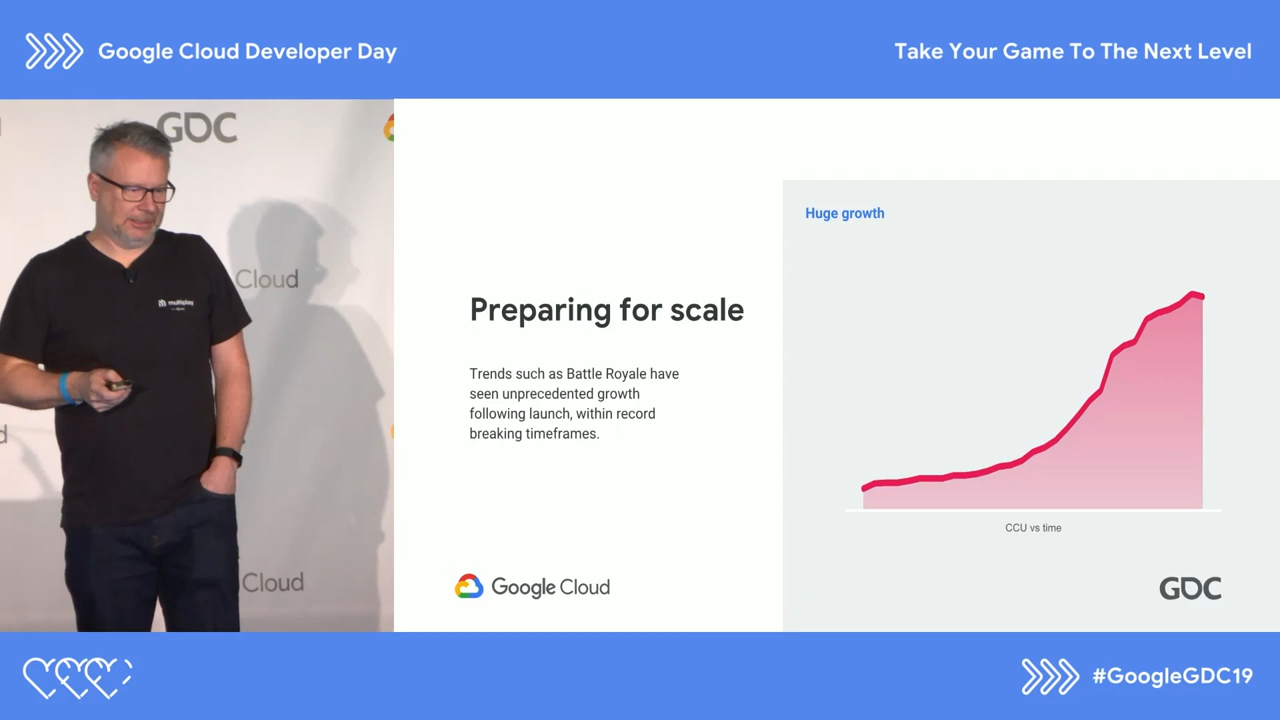 Google Cloud Developer Day
Take Your Game To The Next Level
GDC
Cloud
Cloud
multiplay
Huge growth
Preparing for scale
Trends such as Battle Royale have
seen unprecedented growth
following launch, within record
breaking timeframes.
CCU vs time
Google Cloud
GDC
#GoogleGDC19